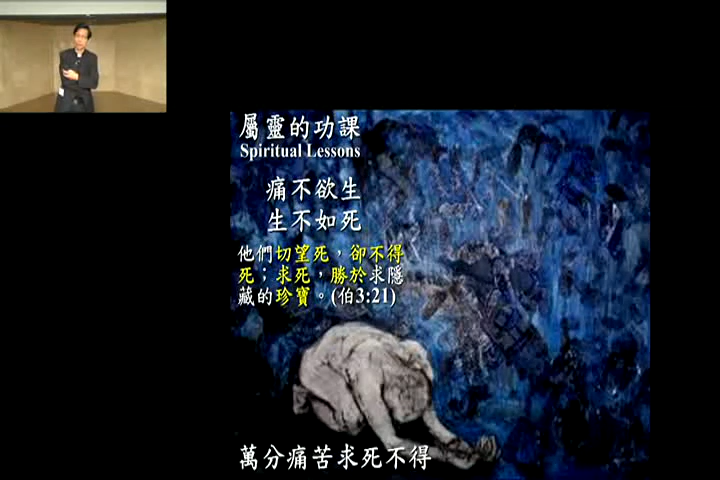 屬靈的功課
Spiritual Lessons
痛不欲生
生不如死
他們切望死，卻不得
死；求死，勝於求隱
藏的珍寶。(伯3:21)
萬分痛苦求死不得